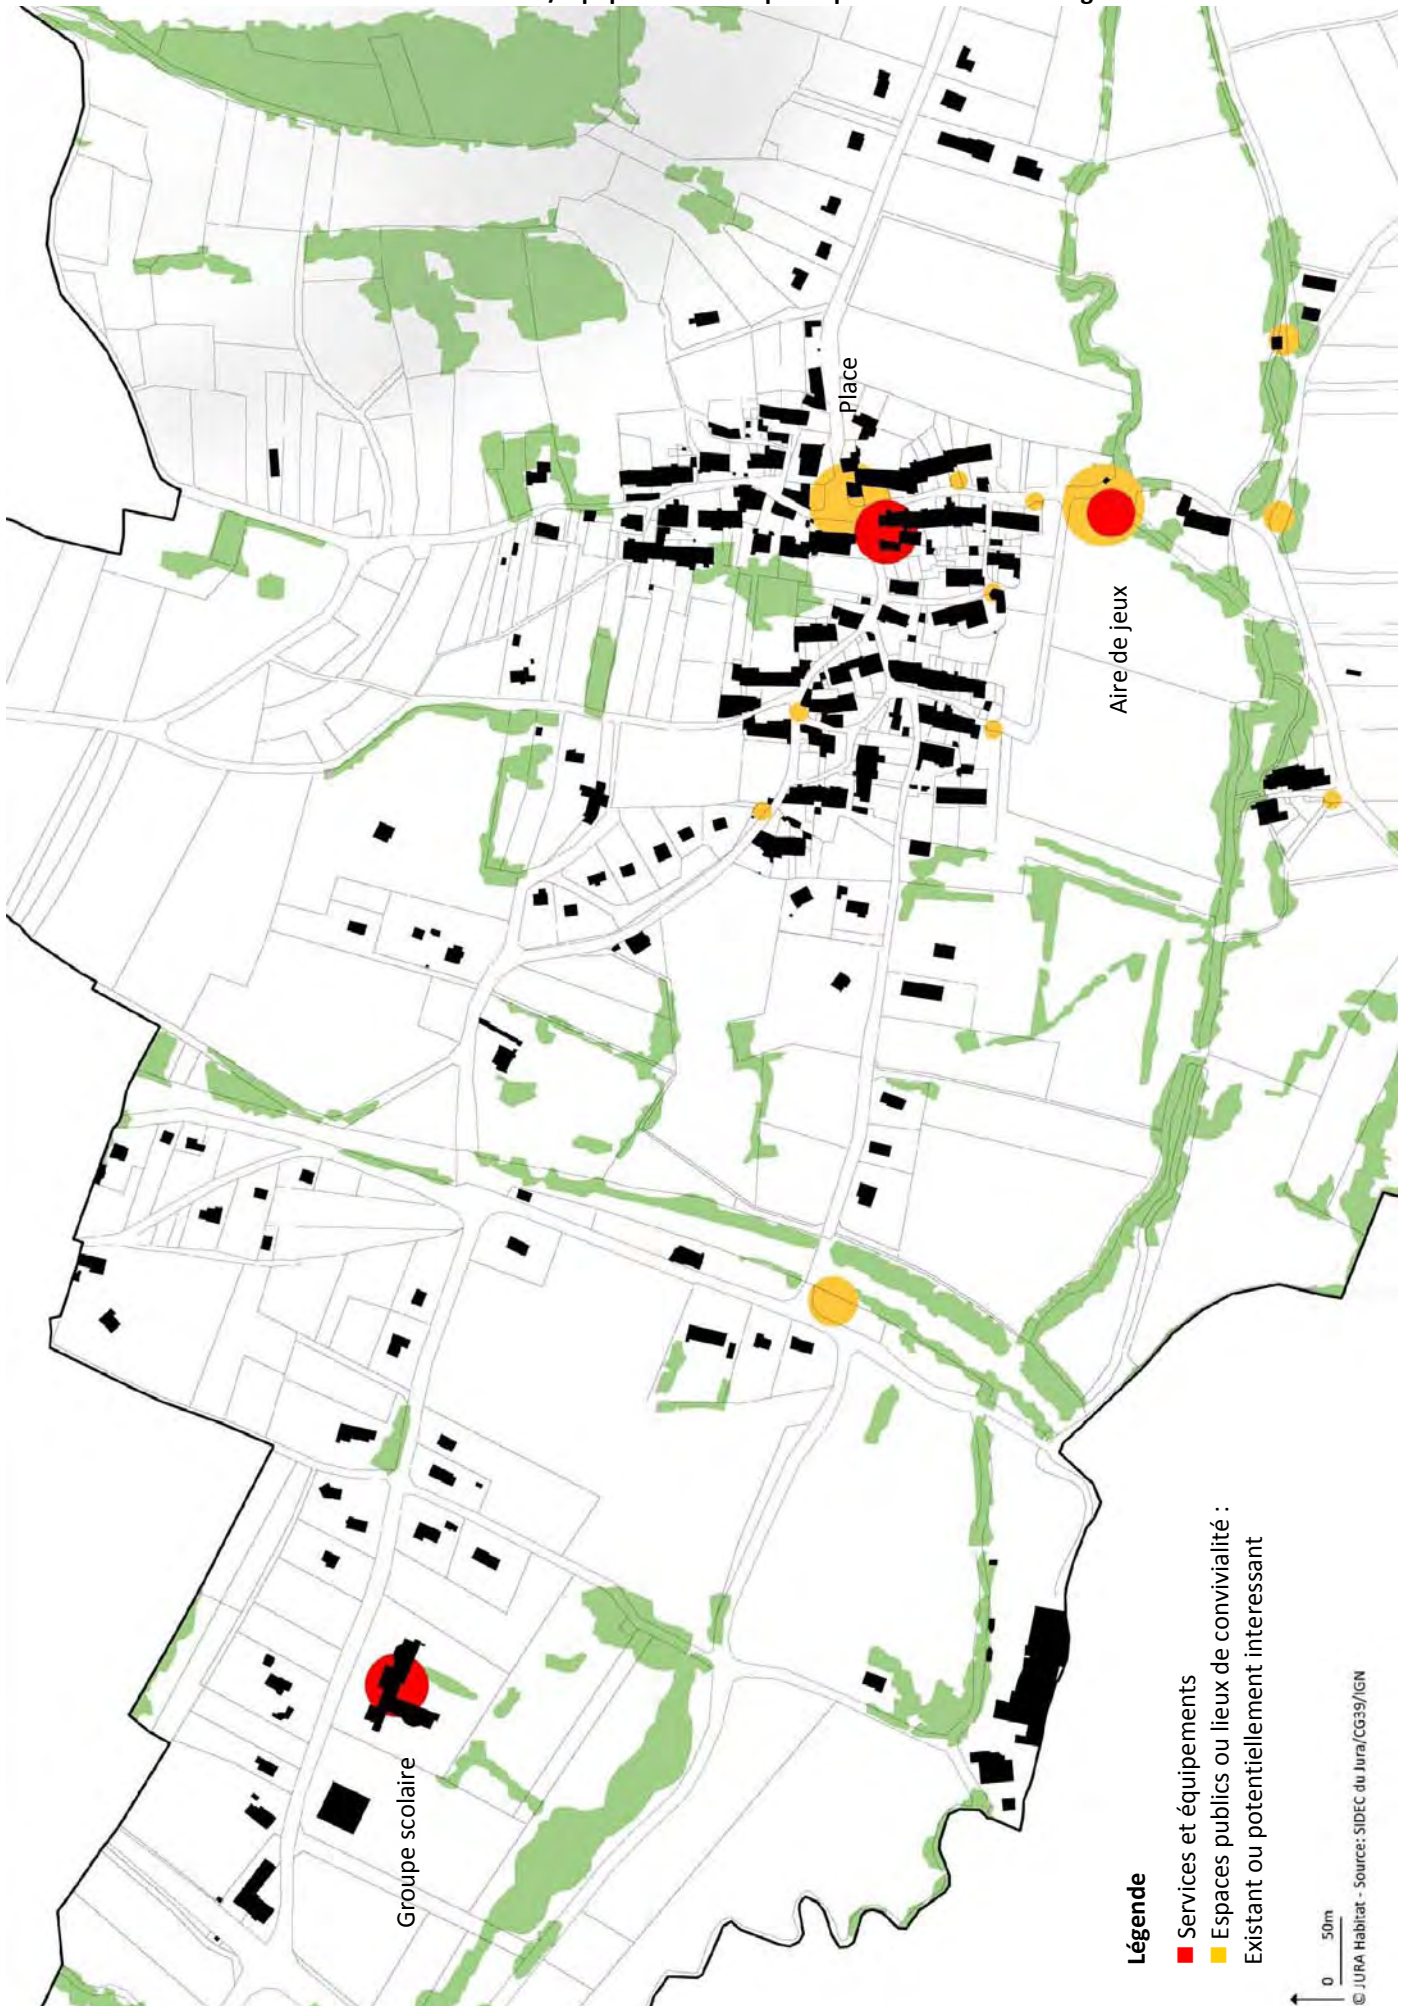 Place
Aire de jeux
Groupe scolaire
Légende
Services et équipements
Espaces publics ou lieux de convivialité :
Existant ou potentiellement interessant
0 50m
© JURA Habitat - Source: SIDEC du Jura/CG39/IGN